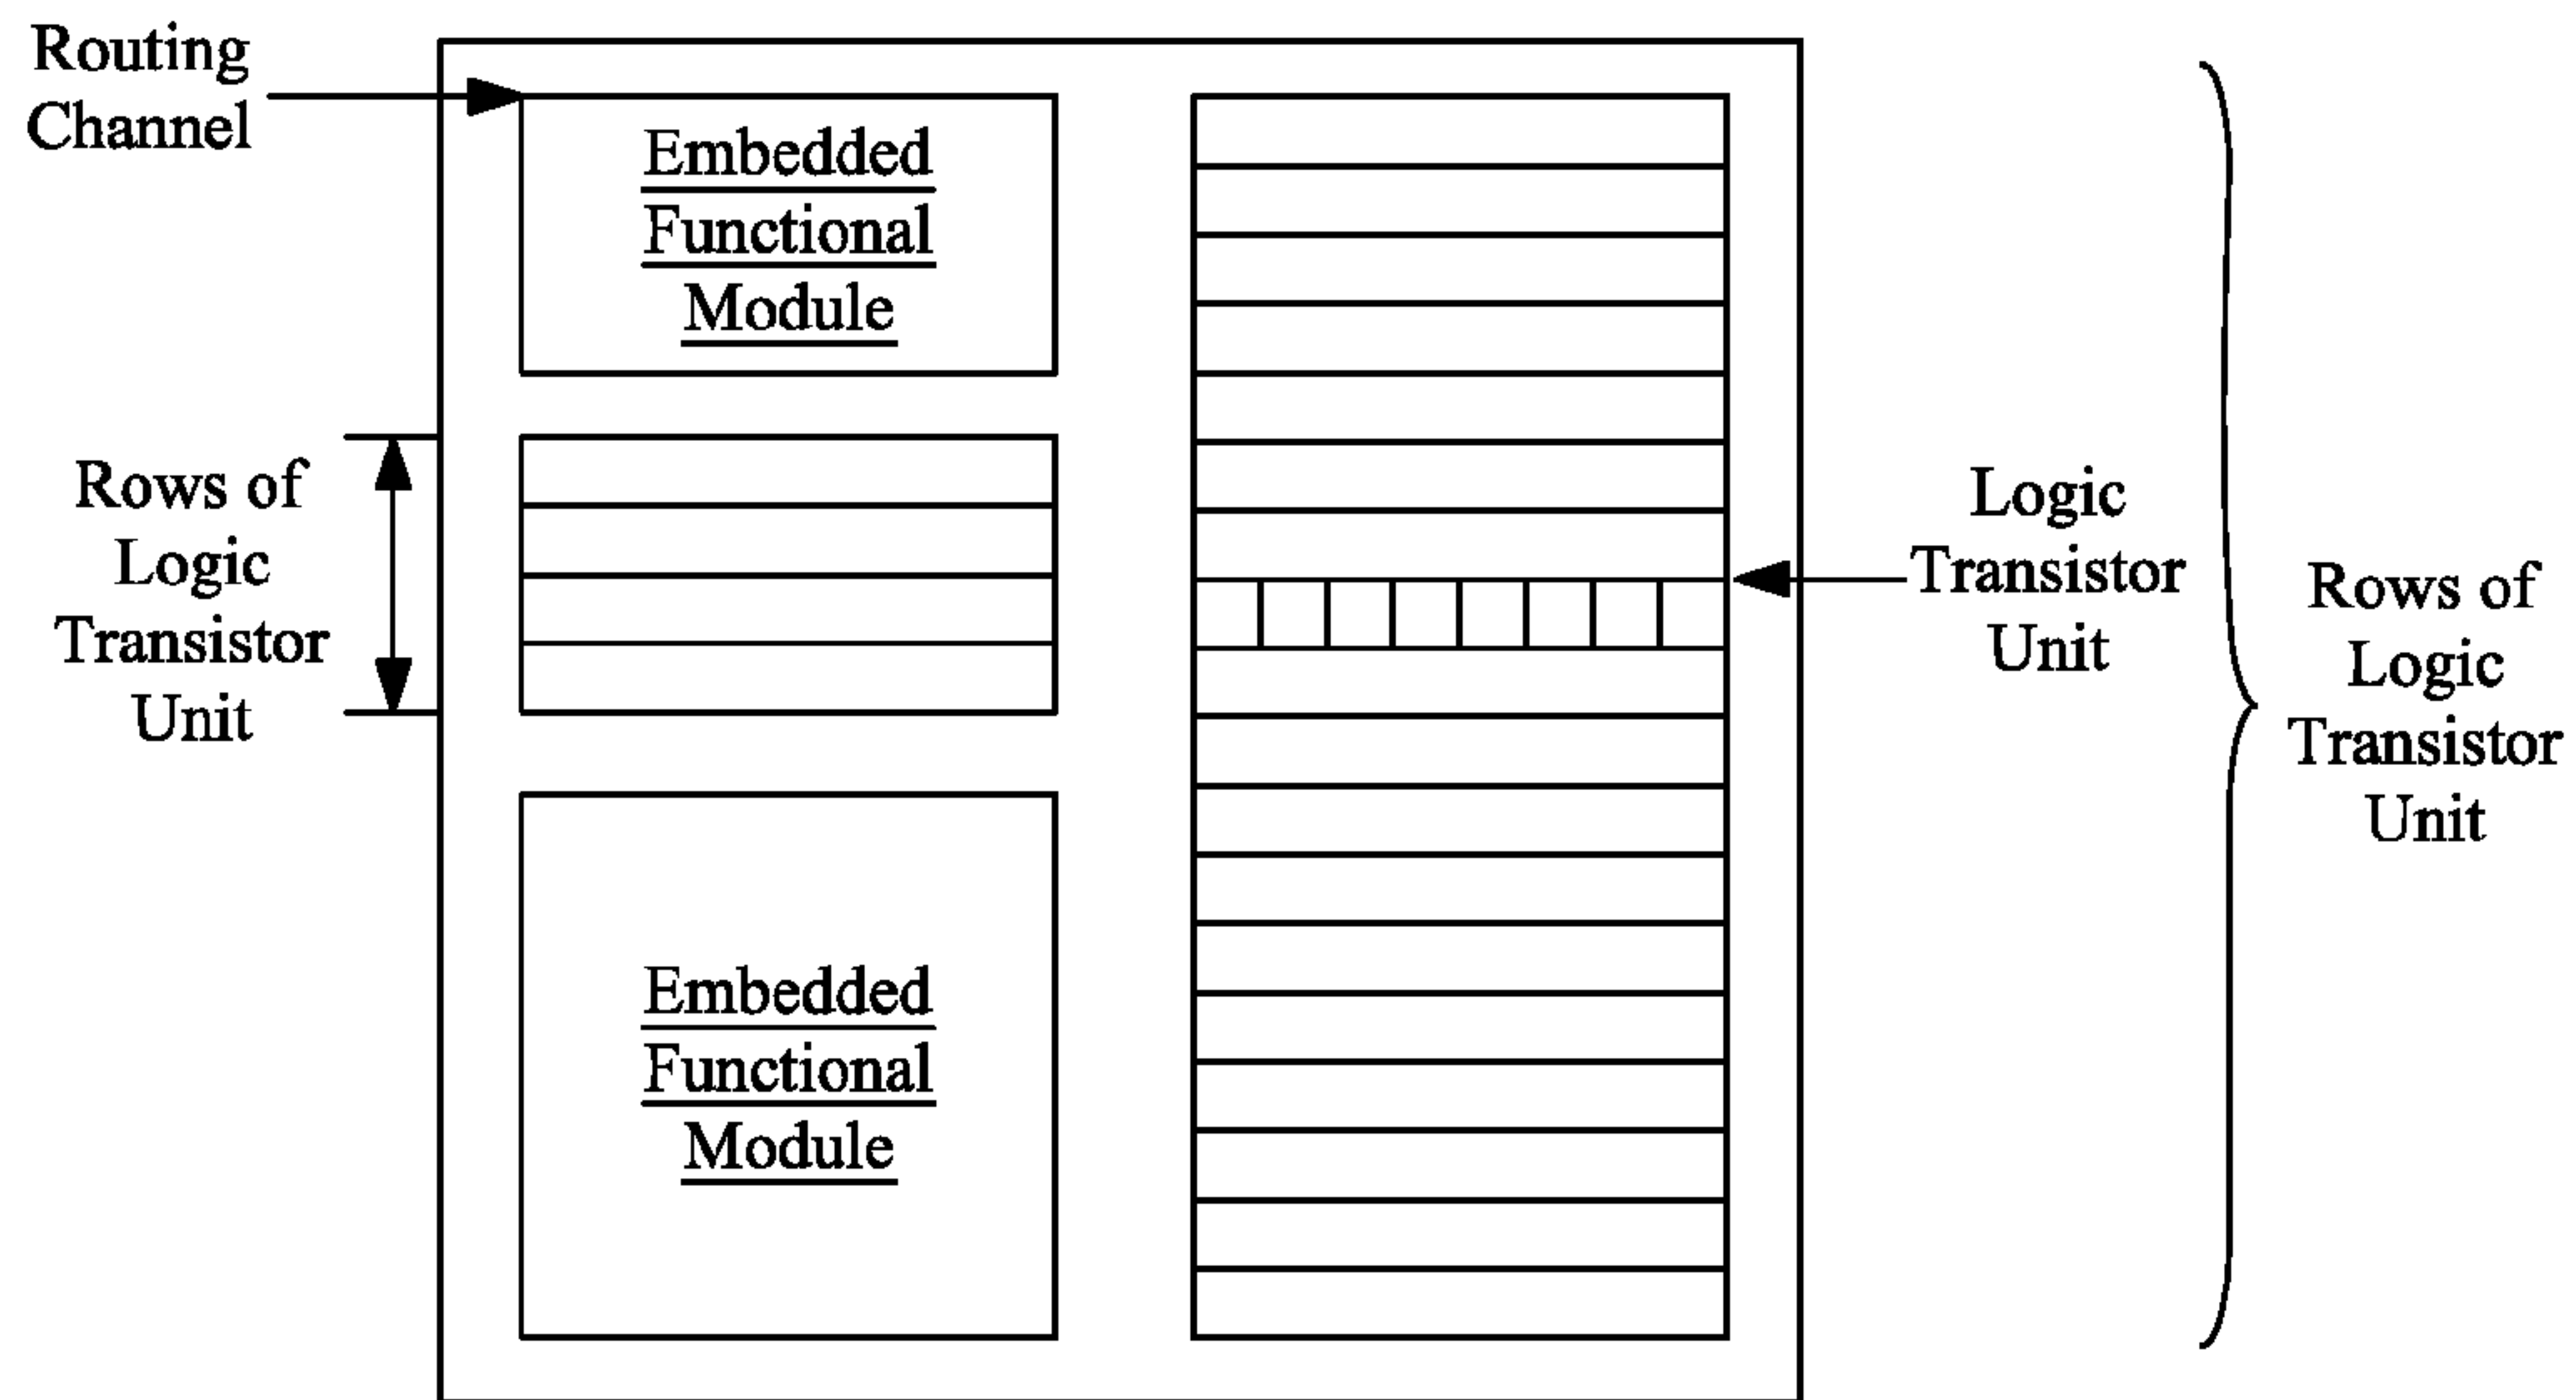 Routing
Channel
Embedded
Functional
Module
Rows of
Logic
Transistor
Unit
Embedded
Functional
Module
Logic
Transistor
Unit
Rows of
Logic
Transistor
Unit